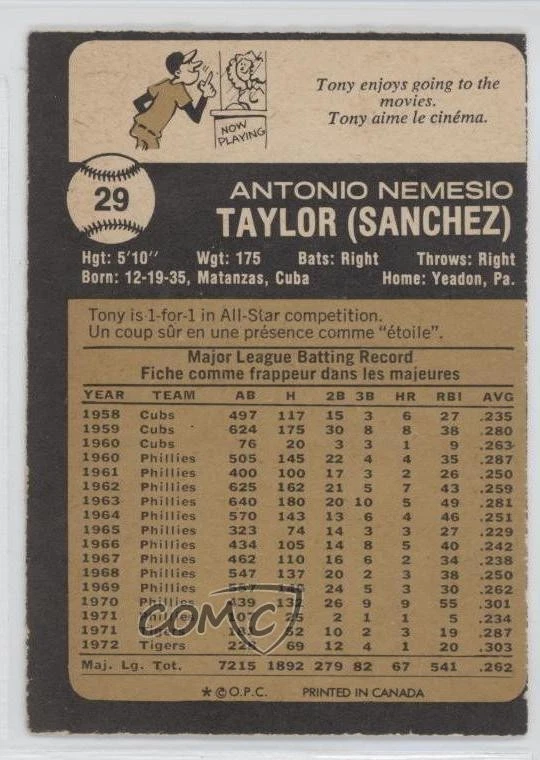 Tony enjoys going to the
movies.
Tony aime le cinéma.
NOW
PLAYING
29
ANTONIO NEMESIO
TAYLOR (SANCHEZ)
Hgt: 5'10" Wgt: 175 Bats: Right Throws: Right
Born: 12-19-35, Matanzas, Cuba Home: Yeadon, Pa.
Tony is 1-for-1 in All-Star competition.
Un coup sûr en une présence comme "étoile".
Major League Batting Record
Fiche comme frappeur dans les majeures
YEAR TEAM AB H 2B 3B HR RBI AVG
1958 Cubs 497 117 15 3 6 27 .235
1959 Cubs 624 175 30 8 8 38 .280
1960 Cubs 76 20 3 3 1 9 .263
1960 Phillies 505 145 22 4 4 35 .287
1961 Phillies 400 100 17 3 2 26 .250
1962 Phillies 625 162 21 5 7 43 .259
1963 Phillies 640 180 20 10 5 49 .281
1964 Phillies 570 143 13 6 4 46 .251
1965 Phillies 323 74 14 3 3 27 .229
1966 Phillies 434 105 14 8 5 40 .242
1967 Phillies 462 110 16 6 2 34 .238
1968 Phillies 547 137 20 2 3 38 .250
1969 Phillies 24 5 3 30 .262
1970 Phillies 439 132 26 9 9 55 .301
1971 Phillies 107 25 2 1 1 5 .234
1971 Tigers 52 10 2 3 19 .287
1972 Tigers 228 69 12 4 1 20 .303
Maj. Lg. Tot. 7215 1892 279 82 67 541 .262
COMC
* © O.P.C. PRINTED IN CANADA